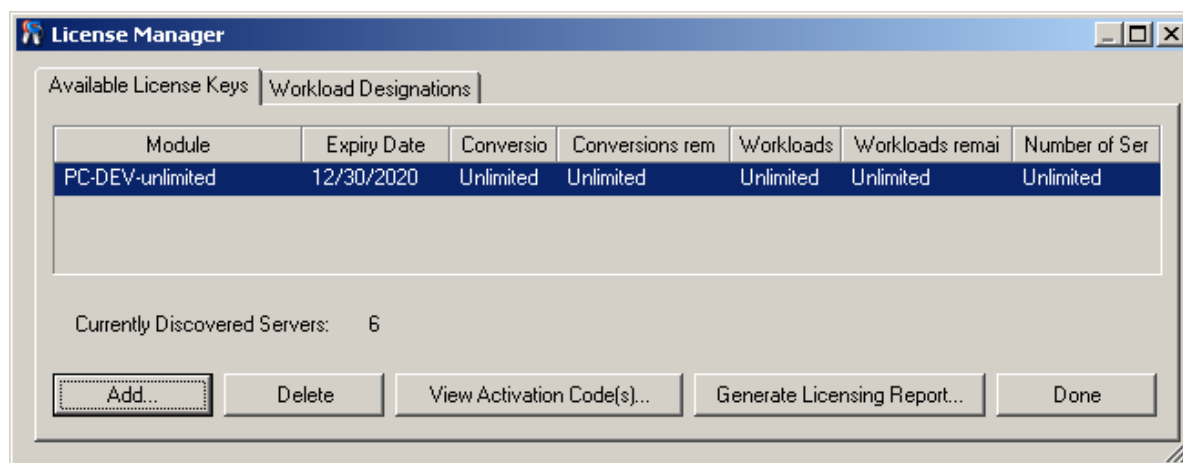 License Manager
Available License Keys Workload Designations
Module Expiry Date Conversio Conversions rem Workloads Workloads remai Number of Ser
PC-DEV-unlimited 12/30/2020 Unlimited Unlimited Unlimited Unlimited Unlimited
Currently Discovered Servers: 6
Add... Delete View Activation Code(s)... Generate Licensing Report... Done